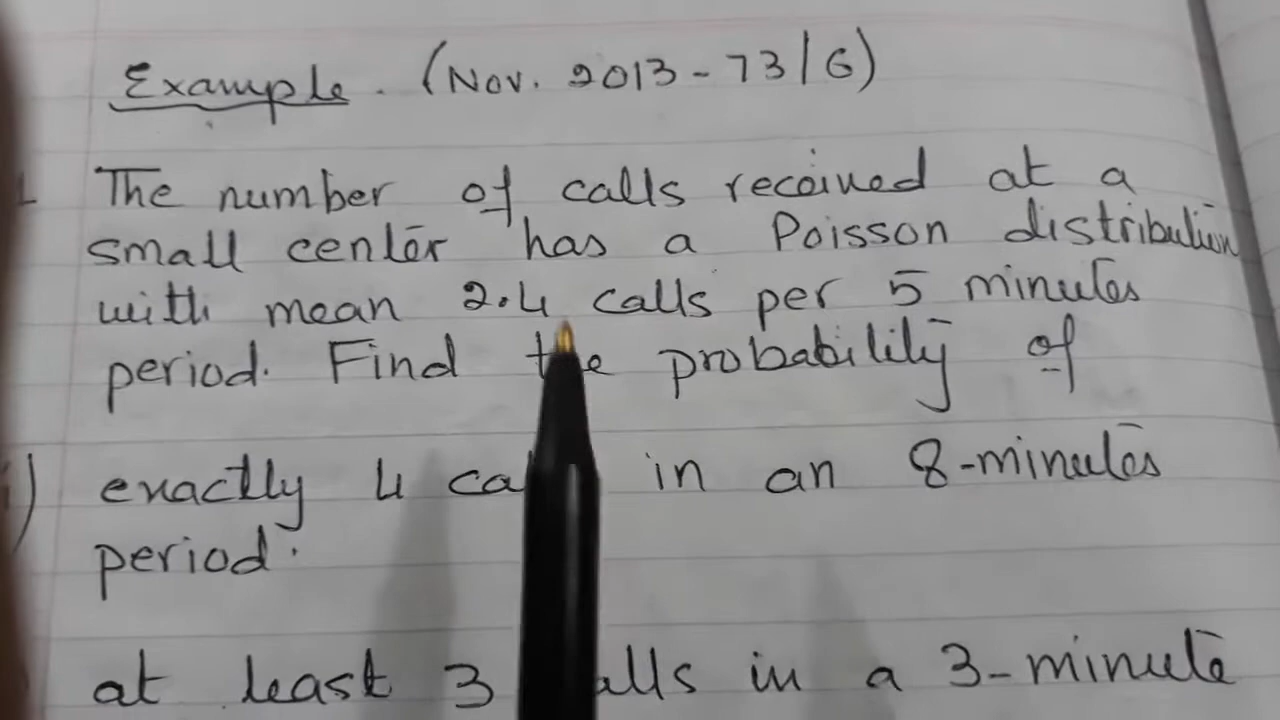 Example. (Nov. 2013 - 73/6)
The number of calls received at a
small center has a Poisson distribution
with mean 2.4 calls per 5 minutes
period. Find the probability of
i) exactly 4 in an 8-minutes
period.
at least 3 in a 3-minute